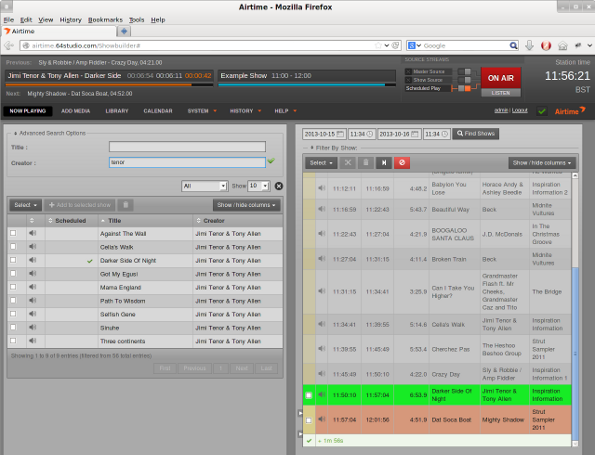 Airtime - Mozilla Firefox
File Edit View History Bookmarks Tools Help
Airtime
airtime.64studio.com/Showbuilder#
Google
Previous: Sly & Robbie / Amp Fiddler - Crazy Day, 04:21.00
Jimi Tenor & Tony Allen - Darker Side 00:06:54 00:06:11 00:00:42
Example Show 11:00 - 12:00
Next: Mighty Shadow - Dat Soca Boat, 04:52.00
SOURCE STREAMS
Master Source
Show Source
Scheduled Play
ON AIR
LISTEN
Station time
11:56:21
BST
NOW PLAYING ADD MEDIA LIBRARY CALENDAR SYSTEM HISTORY HELP
admin | Logout
Airtime
Advanced Search Options
Title :
Creator : tenor
All Show 10
Select + Add to selected show Show / hide columns
Scheduled Title Creator
Against The Wall Jimi Tenor & Tony Allen
Cella's Walk Jimi Tenor & Tony Allen
Darker Side Of Night Jimi Tenor & Tony Allen
Got My Egusi Jimi Tenor & Tony Allen
Mama England Jimi Tenor & Tony Allen
Path To Wisdom Jimi Tenor & Tony Allen
Selfish Gene Jimi Tenor & Tony Allen
Sinuhe Jimi Tenor & Tony Allen
Three continents Jimi Tenor & Tony Allen
Showing 1 to 9 of 9 entries (filtered from 56 total entries)
First Previous 1 Next Last
2013-10-15 11:34 2013-10-16 11:34 Find Shows
Filter By Show:
Select Show / hide columns
11:12:11 11:16:59 4:48.2 Babylon You Lose Horace Andy & Ashley Beedle Inspiration Information 2
11:16:59 11:22:43 5:43.7 Beautiful Way Beck Midnite Vultures
11:22:43 11:27:04 4:21.9 BOOGALOO SANTA CLAUS J.D. McDonals In The Christmas Groove
11:27:04 11:31:15 4:11.4 Broken Train Beck Midnite Vultures
11:31:15 11:34:41 3:25.9 Can I Take You Higher? Grandmaster Flash ft. Mr Cheeks, Grandmaster Caz and Tito The Bridge
11:34:41 11:39:55 5:14.6 Cella's Walk Jimi Tenor & Tony Allen Inspiration Information
11:39:55 11:45:49 5:53.4 Cherchez Pas The Heshoo Beshoo Group Strut Sampler 2011
11:45:49 11:50:10 4:22.0 Crazy Day Sly & Robbie / Amp Fiddler Inspiration Information 1
11:50:10 11:57:04 6:53.9 Darker Side Of Night Jimi Tenor & Tony Allen Inspiration Information
11:57:04 12:01:56 4:51.9 Dat Soca Boat Mighty Shadow Strut Sampler 2011
+ 1m 56s